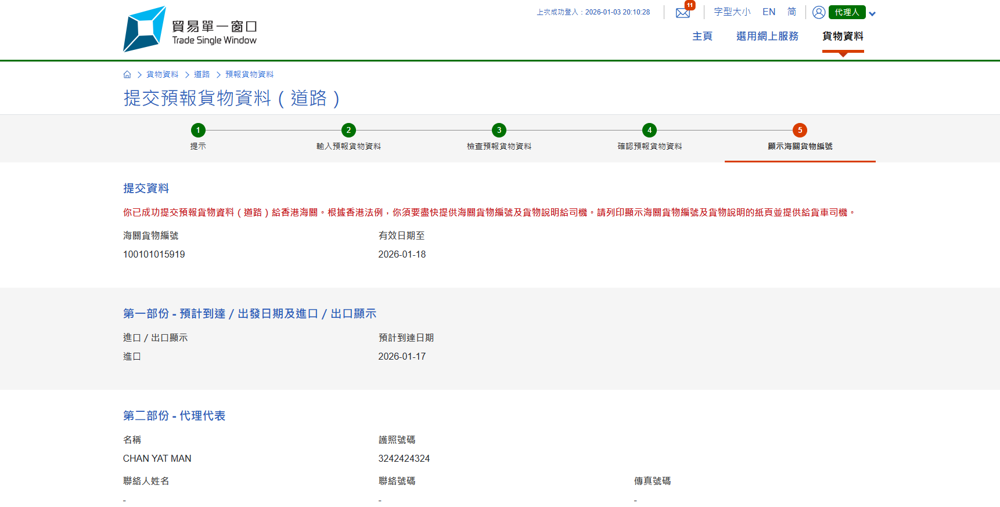 貿易單一窗口
Trade Single Window
上次成功登入：2026-01-03 20:10:28
11
字型大小
EN
简
代理人
主頁
選用網上服務
貨物資料
貨物資料
道路
預報貨物資料
提交預報貨物資料（道路）
1
提示
2
輸入預報貨物資料
3
檢查預報貨物資料
4
確認預報貨物資料
5
顯示海關貨物編號
提交資料
你已成功提交預報貨物資料（道路）給香港海關。根據香港法例，你須要盡快提供海關貨物編號及貨物說明給司機。請列印顯示海關貨物編號及貨物說明的紙頁並提供給貨車司機。
海關貨物編號
有效日期至
100101015919
2026-01-18
第一部份 - 預計到達 / 出發日期及進口 / 出口顯示
進口 / 出口顯示
預計到達日期
進口
2026-01-17
第二部份 - 代理代表
名稱
護照號碼
CHAN YAT MAN
3242424324
聯絡人姓名
聯絡號碼
傳真號碼
-
-
-